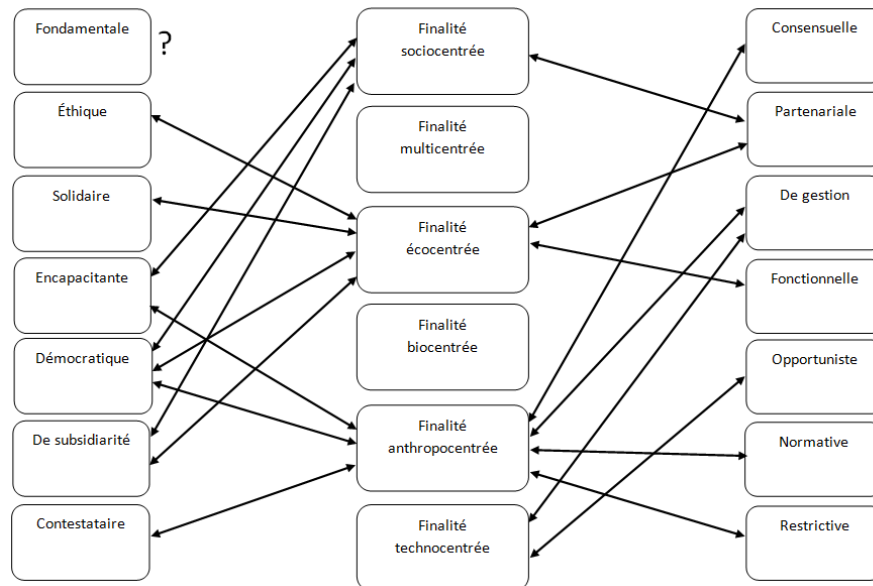 Fondamentale
?
Éthique
Solidaire
Encapacitante
Démocratique
De subsidiarité
Contestataire
Finalité
sociocentrée
Finalité
multicentrée
Finalité
écocentrée
Finalité
biocentrée
Finalité
anthropocentrée
Finalité
technocentrée
Consensuelle
Partenariale
De gestion
Fonctionnelle
Opportuniste
Normative
Restrictive